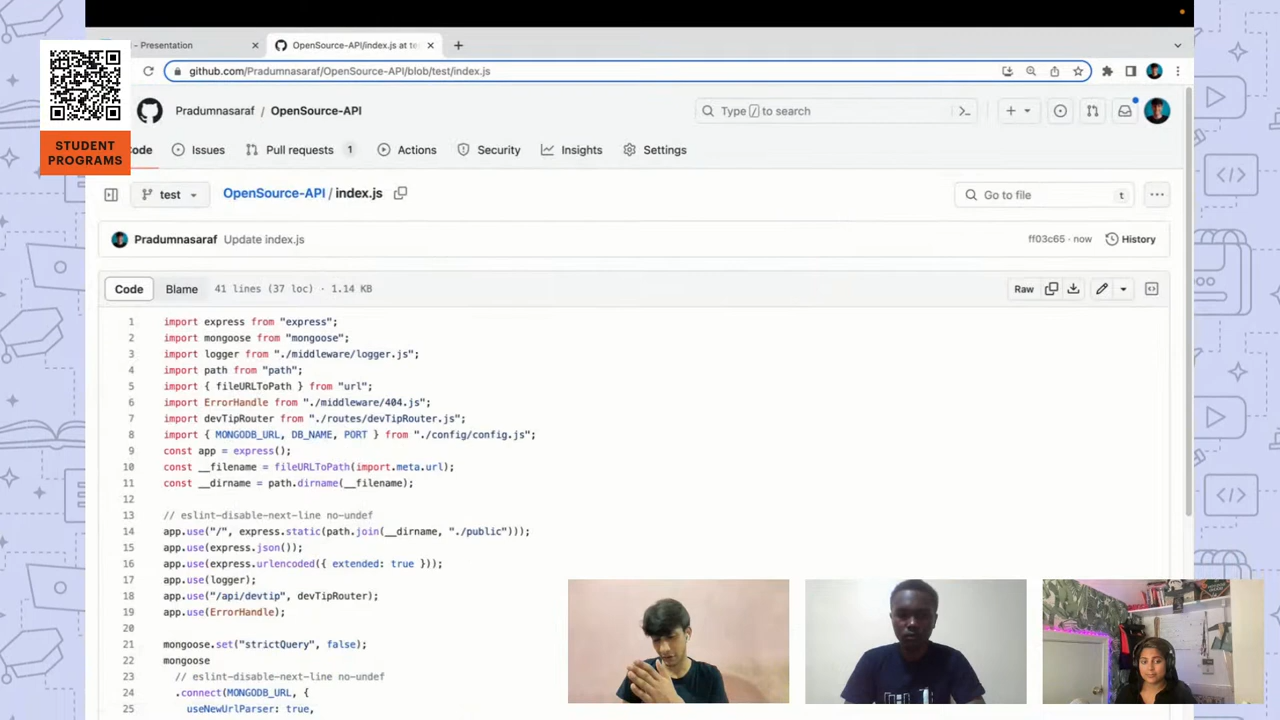 - Presentation
OpenSource-API/index.js at te
github.com/Pradumnasaraf/OpenSource-API/blob/test/index.js
STUDENT
PROGRAMS
Pradumnasaraf / OpenSource-API
Type / to search
ode
Issues
Pull requests 1
Actions
Security
Insights
Settings
test
OpenSource-API / index.js
Go to file t
Pradumnasaraf Update index.js
ff03c65 · now
History
Code
Blame
41 lines (37 loc) · 1.14 KB
Raw
1 import express from "express";
2 import mongoose from "mongoose";
3 import logger from "./middleware/logger.js";
4 import path from "path";
5 import { fileURLToPath } from "url";
6 import ErrorHandle from "./middleware/404.js";
7 import devTipRouter from "./routes/devTipRouter.js";
8 import { MONGODB_URL, DB_NAME, PORT } from "./config/config.js";
9 const app = express();
10 const __filename = fileURLToPath(import.meta.url);
11 const __dirname = path.dirname(__filename);
12
13 // eslint-disable-next-line no-undef
14 app.use("/", express.static(path.join(__dirname, "./public")));
15 app.use(express.json());
16 app.use(express.urlencoded({ extended: true }));
17 app.use(logger);
18 app.use("/api/devtip", devTipRouter);
19 app.use(ErrorHandle);
20
21 mongoose.set("strictQuery", false);
22 mongoose
23 // eslint-disable-next-line no-undef
24 .connect(MONGODB_URL, {
25 useNewUrlParser: true,